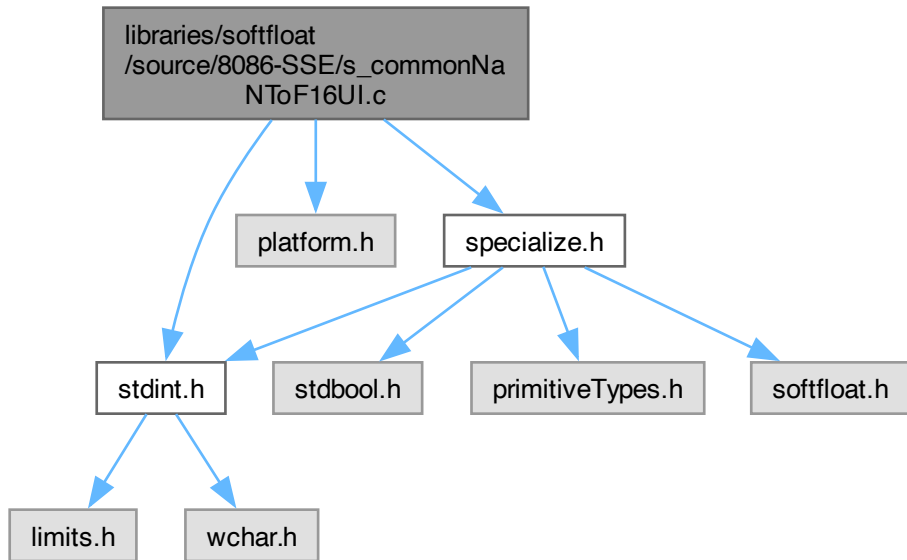 libraries/softfloat
/source/8086-SSE/s_commonNa
NToF16UI.c
platform.h
specialize.h
stdint.h
stdbool.h
primitiveTypes.h
softfloat.h
limits.h
wchar.h